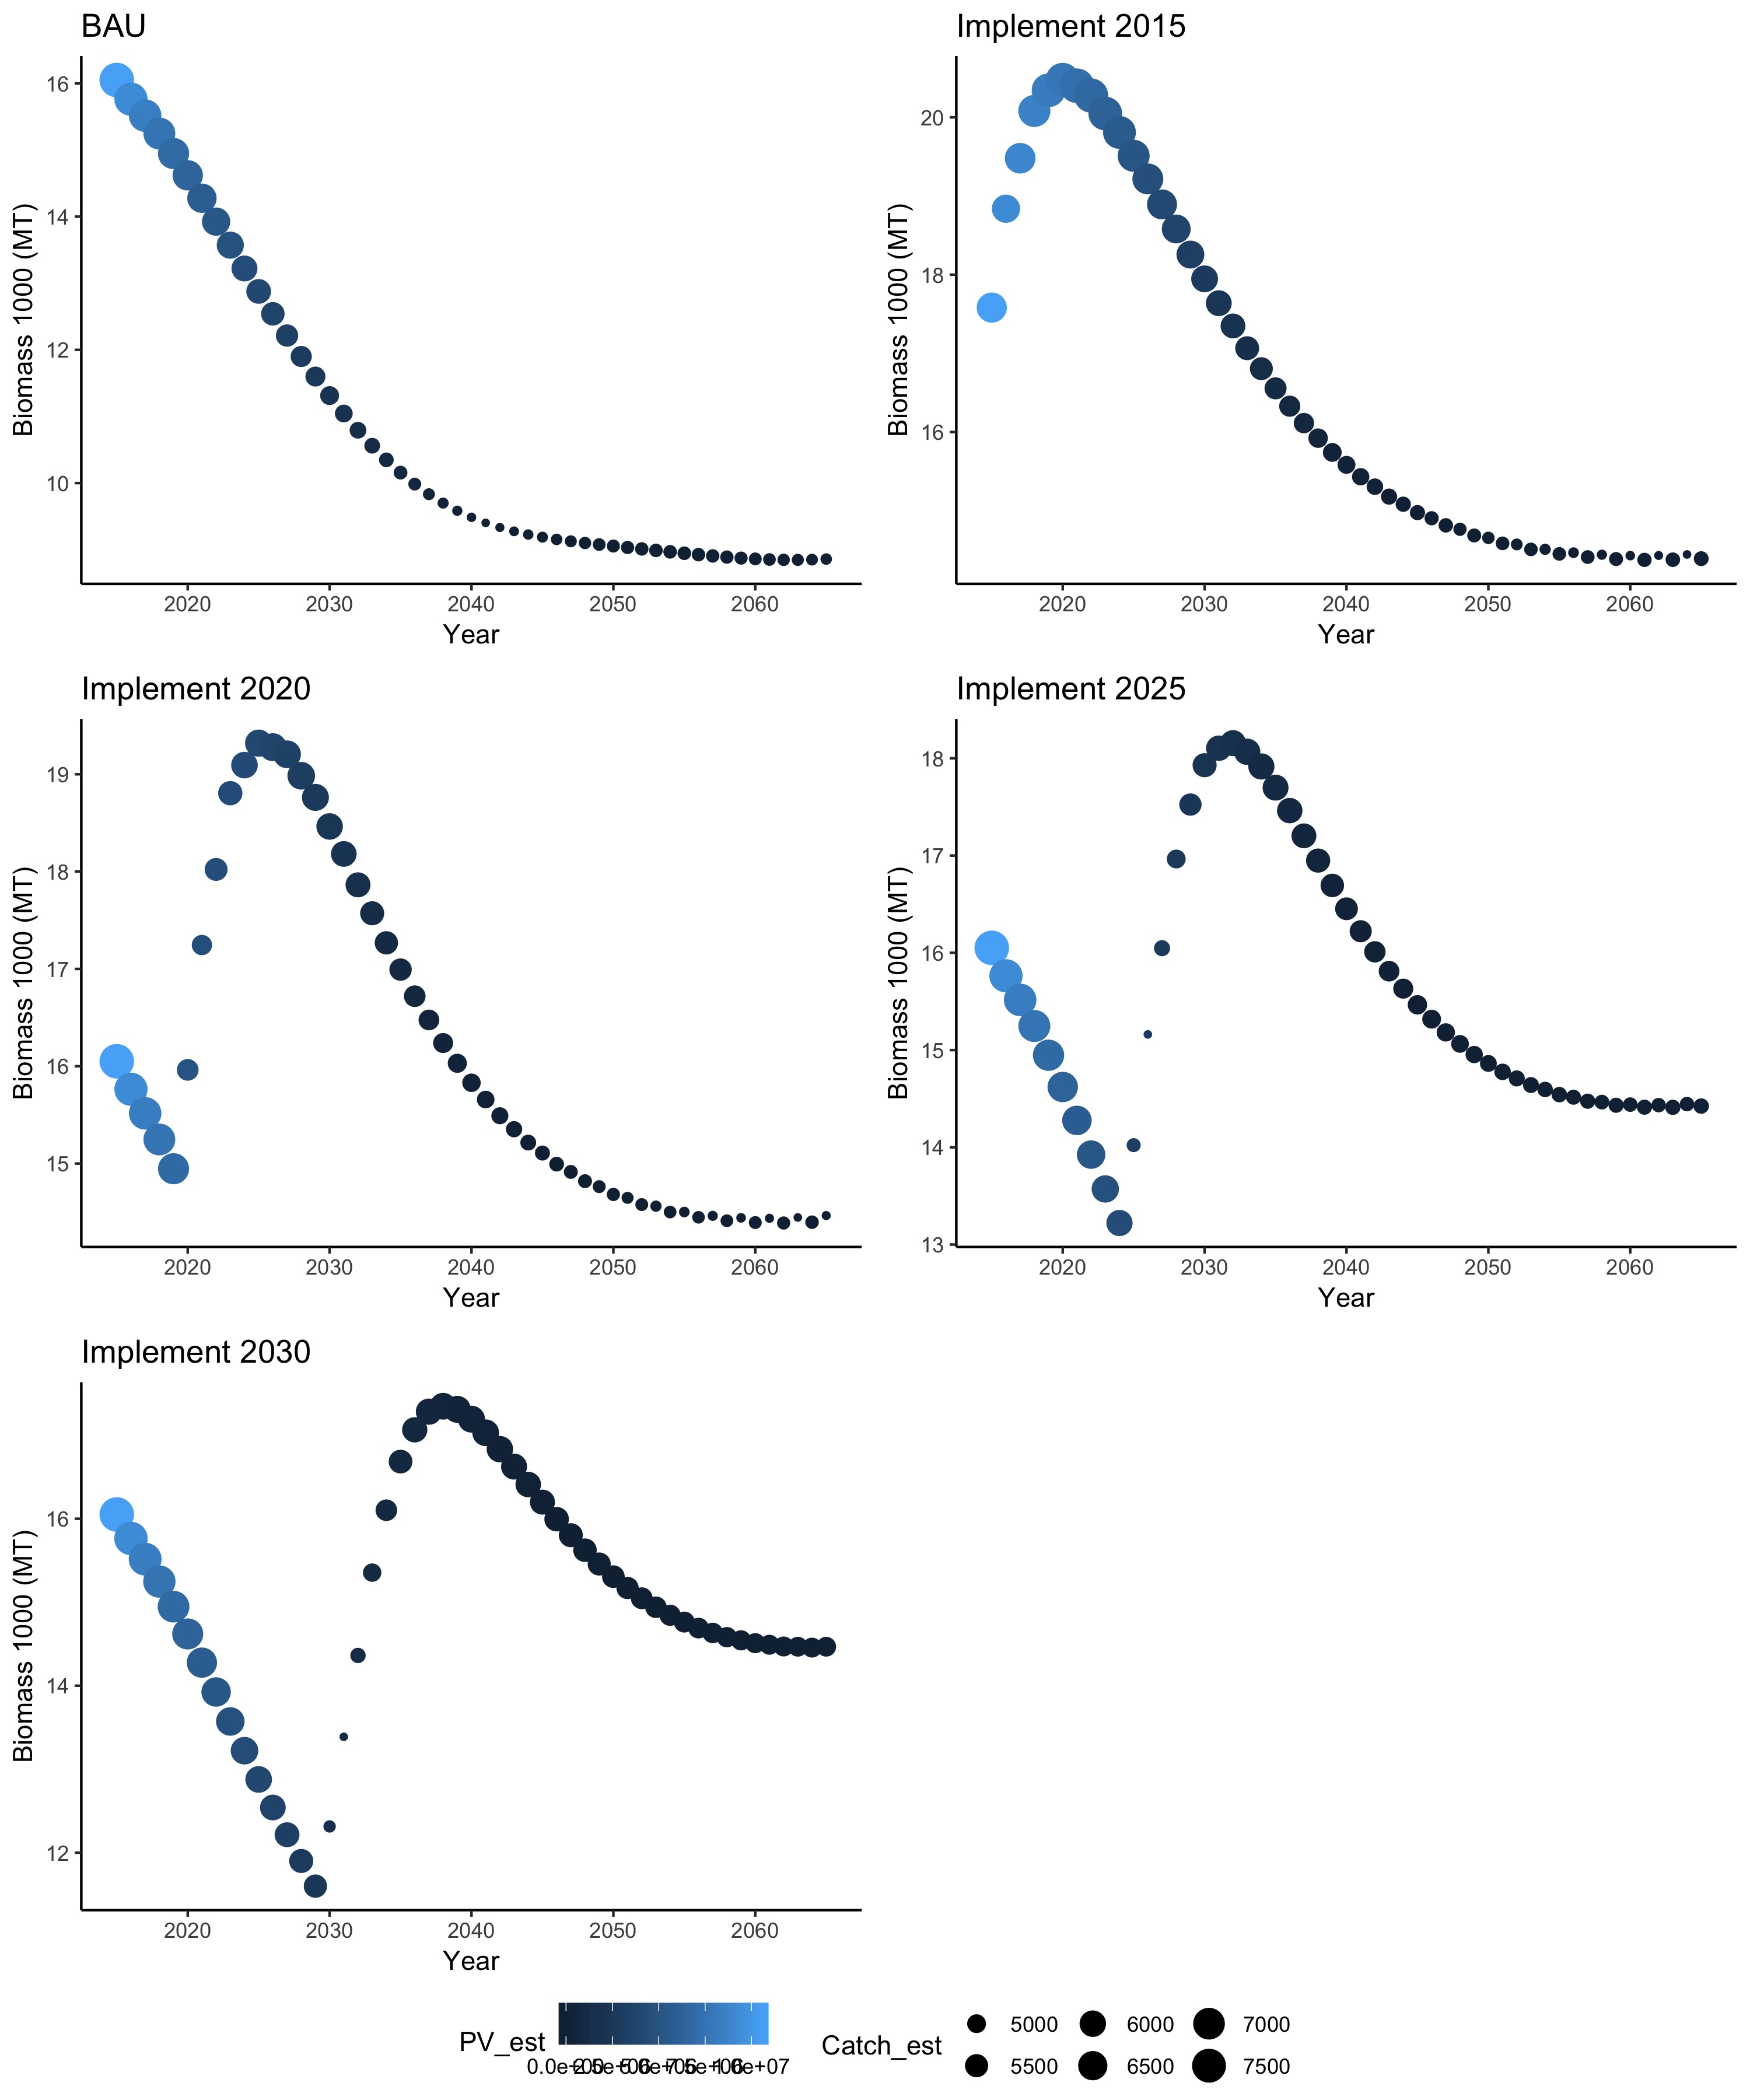 BAU
16
14
12
10
Biomass 1000 (MT)
2020 2030 2040 2050 2060
Year
Implement 2015
20
18
16
Biomass 1000 (MT)
2020 2030 2040 2050 2060
Year
Implement 2020
19
18
17
16
15
Biomass 1000 (MT)
2020 2030 2040 2050 2060
Year
Implement 2025
18
17
16
15
14
13
Biomass 1000 (MT)
2020 2030 2040 2050 2060
Year
Implement 2030
16
14
12
Biomass 1000 (MT)
2020 2030 2040 2050 2060
Year
PV_est
Catch_est
5000 6000 7000
5500 6500 7500